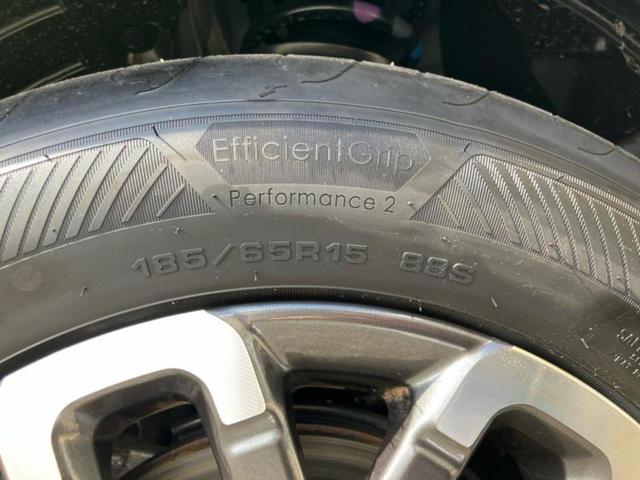 EfficientGrip
Performance 2
185/65R15 88S